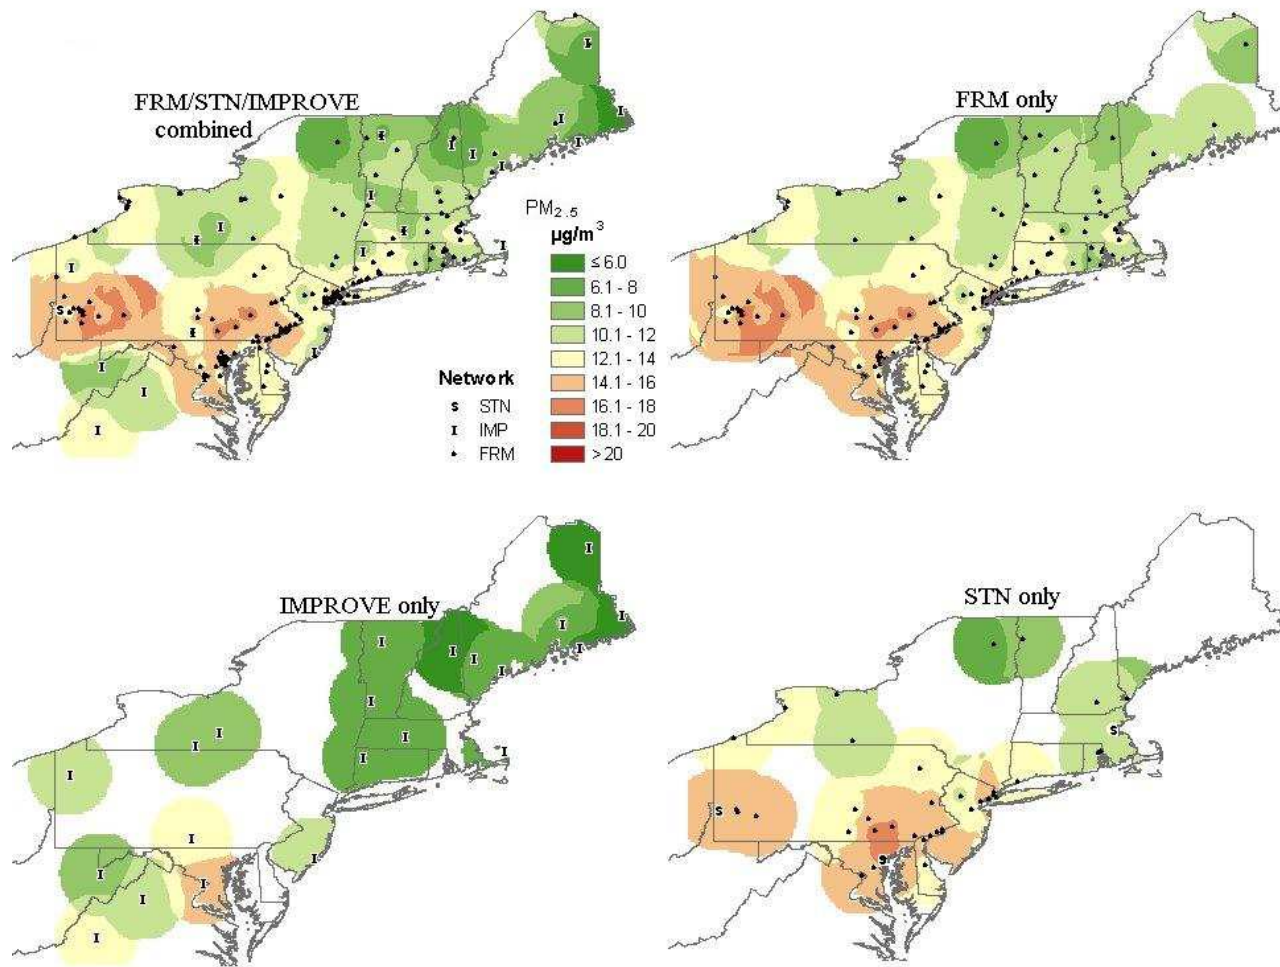 FRM/STN/IMPROVE
combined
FRM only
PM2.5
µg/m3
≤ 6.0
6.1 - 8
8.1 - 10
10.1 - 12
12.1 - 14
14.1 - 16
16.1 - 18
18.1 - 20
> 20
Network
S STN
I IMP
FRM
IMPROVE only
STN only